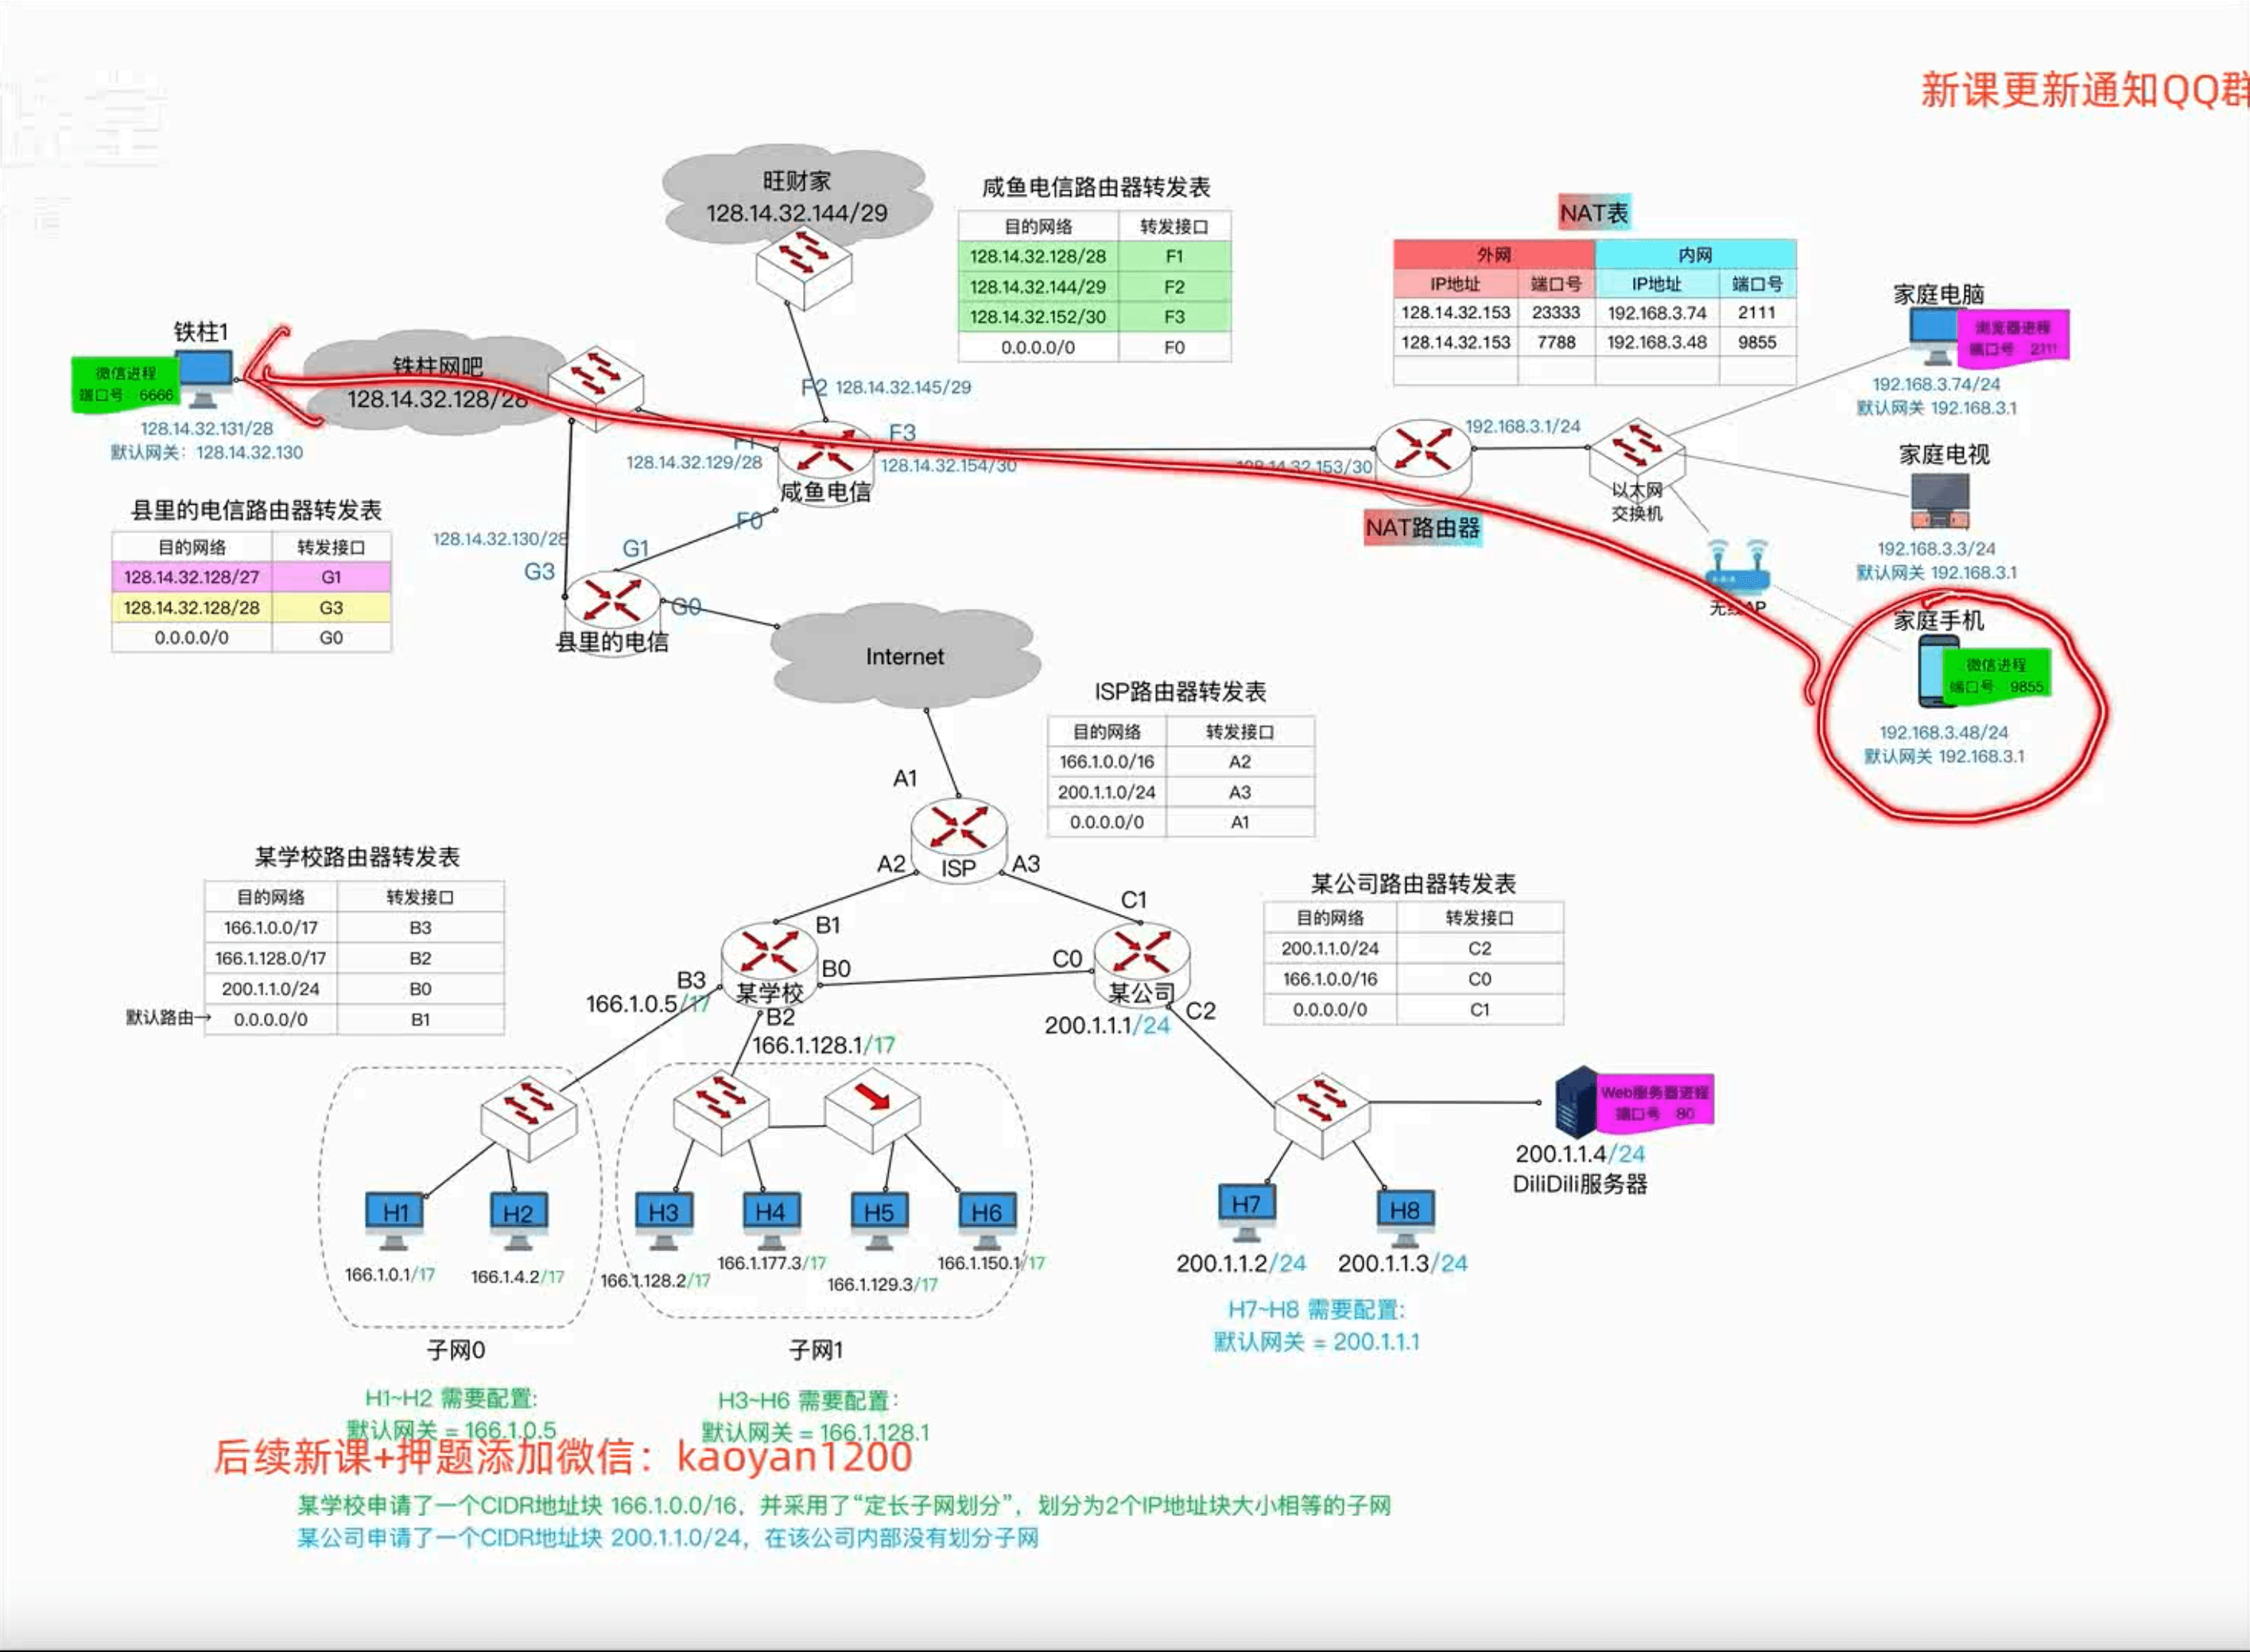 新课更新通知QQ群
旺财家
128.14.32.144/29
咸鱼电信路由器转发表
目的网络 转发接口
128.14.32.128/28 F1
128.14.32.144/29 F2
128.14.32.152/30 F3
0.0.0.0/0 F0
NAT表
外网 内网
IP地址 端口号 IP地址 端口号
128.14.32.153 23333 192.168.3.74 2111
128.14.32.153 7788 192.168.3.48 9855
家庭电脑
浏览器进程
端口号 2111
192.168.3.74/24
默认网关 192.168.3.1
铁柱1
微信进程
端口号 6666
128.14.32.131/28
默认网关：128.14.32.130
铁柱网吧
128.14.32.128/28
F2 128.14.32.145/29
F1
128.14.32.129/28
F3
128.14.32.154/30
128.14.32.153/30
咸鱼电信
F0
192.168.3.1/24
以太网
交换机
NAT路由器
家庭电视
192.168.3.3/24
默认网关 192.168.3.1
无线AP
家庭手机
微信进程
端口号 9855
192.168.3.48/24
默认网关 192.168.3.1
县里的电信路由器转发表
目的网络 转发接口
128.14.32.128/27 G1
128.14.32.128/28 G3
0.0.0.0/0 G0
128.14.32.130/28
G1
G3
G0
县里的电信
Internet
ISP路由器转发表
目的网络 转发接口
166.1.0.0/16 A2
200.1.1.0/24 A3
0.0.0.0/0 A1
A1
A2
ISP
A3
某学校路由器转发表
目的网络 转发接口
166.1.0.0/17 B3
166.1.128.0/17 B2
200.1.1.0/24 B0
默认路由→ 0.0.0.0/0 B1
某公司路由器转发表
目的网络 转发接口
200.1.1.0/24 C2
166.1.0.0/16 C0
0.0.0.0/0 C1
B1
B0
B3
166.1.0.5/17
某学校
B2
166.1.128.1/17
C1
C0
某公司
C2
200.1.1.1/24
Web服务器进程
端口号 80
200.1.1.4/24
DiliDili服务器
H1
H2
H3
H4
H5
H6
H7
H8
166.1.0.1/17
166.1.4.2/17
166.1.128.2/17
166.1.177.3/17
166.1.129.3/17
166.1.150.1/17
200.1.1.2/24
200.1.1.3/24
子网0
子网1
H7~H8 需要配置:
默认网关 = 200.1.1.1
H1~H2 需要配置:
默认网关 = 166.1.0.5
H3~H6 需要配置:
默认网关 = 166.1.128.1
后续新课+押题添加微信：kaoyan1200
某学校申请了一个CIDR地址块 166.1.0.0/16，并采用了“定长子网划分”，划分为2个IP地址块大小相等的子网
某公司申请了一个CIDR地址块 200.1.1.0/24，在该公司内部没有划分子网